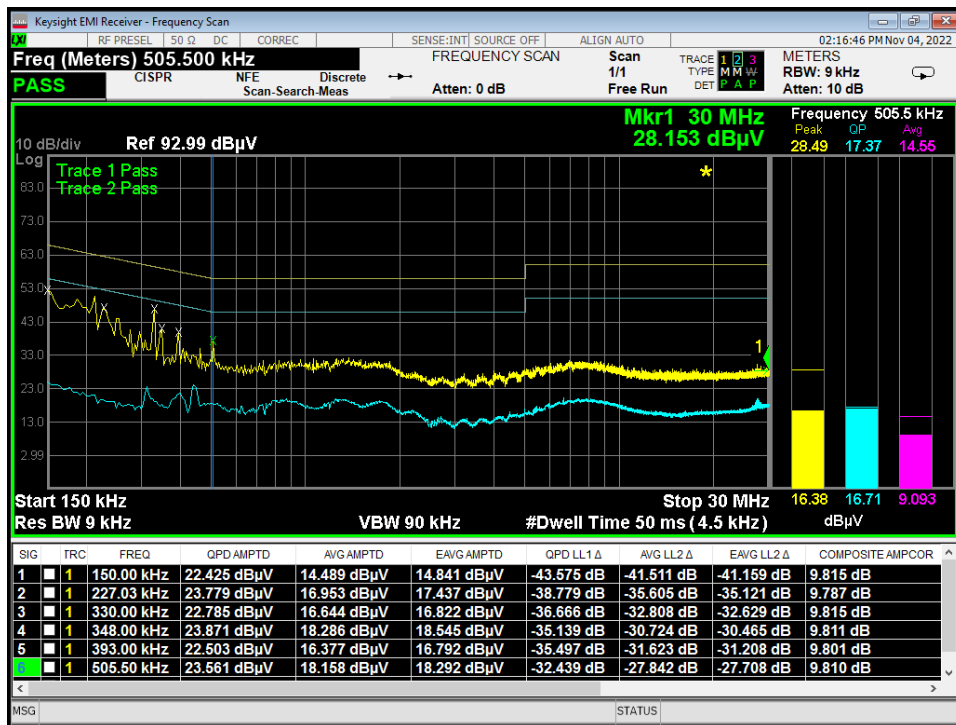 Keysight EMI Receiver - Frequency Scan
LXI RF PRESEL 50 Ω DC CORREC SENSE:INT SOURCE OFF ALIGN AUTO 02:16:46 PM Nov 04, 2022
Freq (Meters) 505.500 kHz FREQUENCY SCAN Scan TRACE 1 2 3 METERS
1/1 TYPE M M W RBW: 9 kHz
PASS CISPR NFE Discrete Atten: 0 dB Free Run DET P A P Atten: 10 dB
Scan-Search-Meas
Mkr1 30 MHz Frequency 505.5 kHz
Peak QP Avg
10 dB/div Ref 92.99 dBµV 28.153 dBµV 28.49 17.37 14.55
Log
Trace 1 Pass
Trace 2 Pass
83.0
73.0
63.0
53.0
43.0
33.0
1
23.0
13.0
2.99
Start 150 kHz Stop 30 MHz 16.38 16.71 9.093
Res BW 9 kHz VBW 90 kHz #Dwell Time 50 ms (4.5 kHz) dBµV
SIG TRC FREQ QPD AMPTD AVG AMPTD EAVG AMPTD QPD LL1 Δ AVG LL2 Δ EAVG LL2 Δ COMPOSITE AMPCOR
1 1 150.00 kHz 22.425 dBµV 14.489 dBµV 14.841 dBµV -43.575 dB -41.511 dB -41.159 dB 9.815 dB
2 1 227.03 kHz 23.779 dBµV 16.953 dBµV 17.437 dBµV -38.779 dB -35.605 dB -35.121 dB 9.787 dB
3 1 330.00 kHz 22.785 dBµV 16.644 dBµV 16.822 dBµV -36.666 dB -32.808 dB -32.629 dB 9.815 dB
4 1 348.00 kHz 23.871 dBµV 18.286 dBµV 18.545 dBµV -35.139 dB -30.724 dB -30.465 dB 9.811 dB
5 1 393.00 kHz 22.503 dBµV 16.377 dBµV 16.792 dBµV -35.497 dB -31.623 dB -31.208 dB 9.801 dB
6 1 505.50 kHz 23.561 dBµV 18.158 dBµV 18.292 dBµV -32.439 dB -27.842 dB -27.708 dB 9.810 dB
MSG STATUS